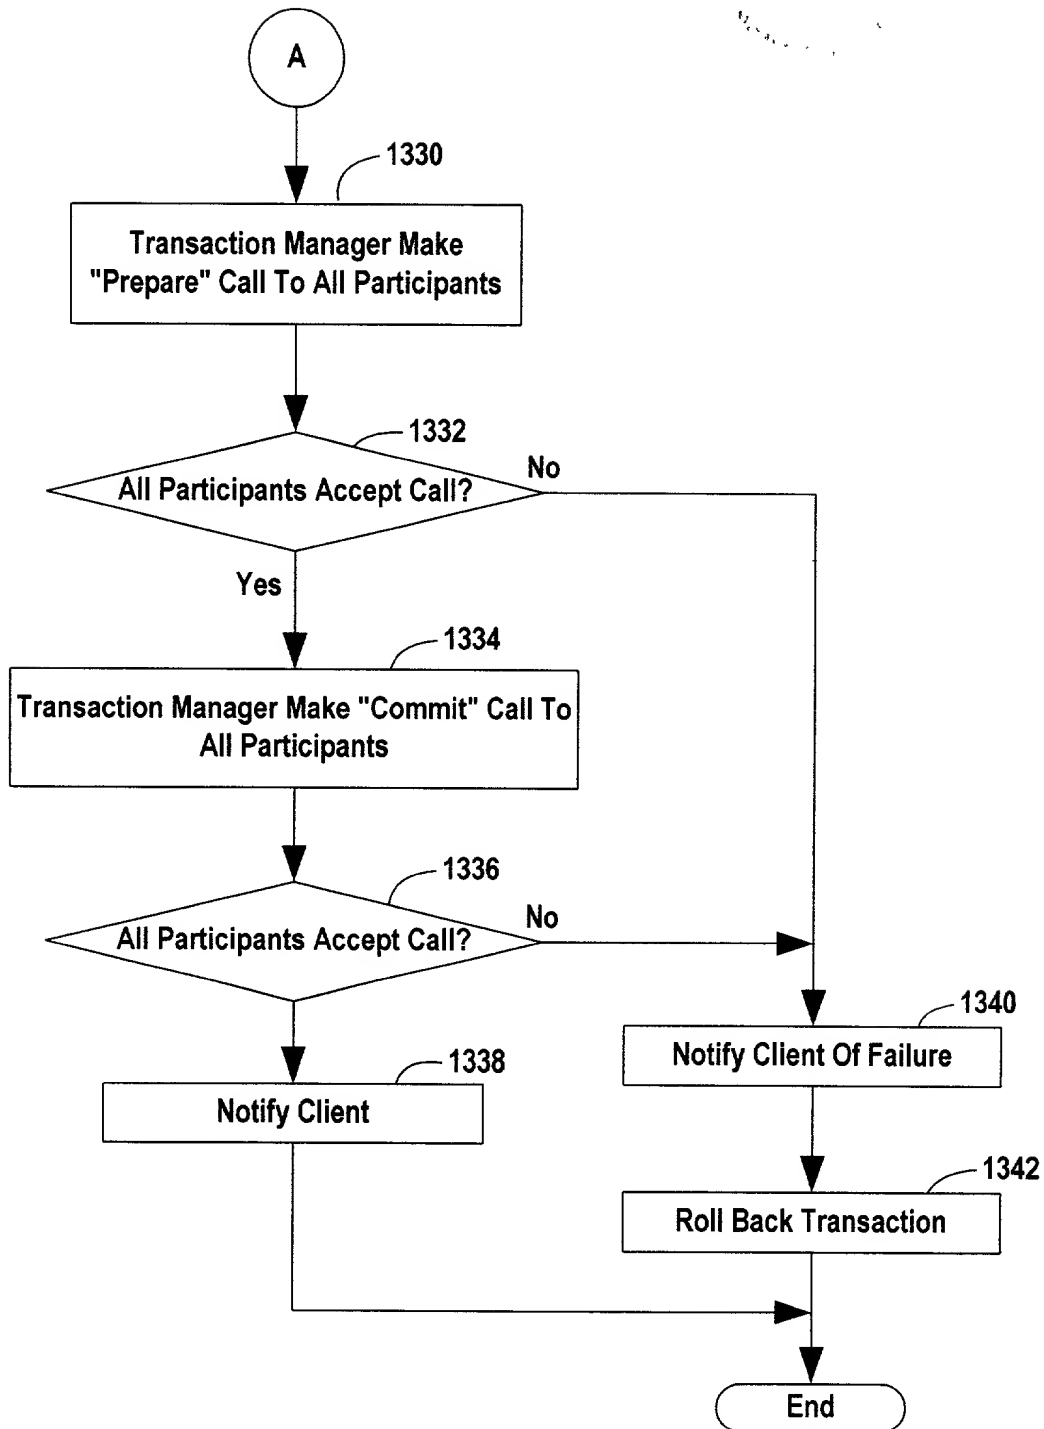 A
1330
Transaction Manager Make
"Prepare" Call To All Participants
1332
All Participants Accept Call?
No
Yes
1334
Transaction Manager Make "Commit" Call To
All Participants
1336
All Participants Accept Call?
No
1340
Notify Client Of Failure
1338
Notify Client
1342
Roll Back Transaction
End